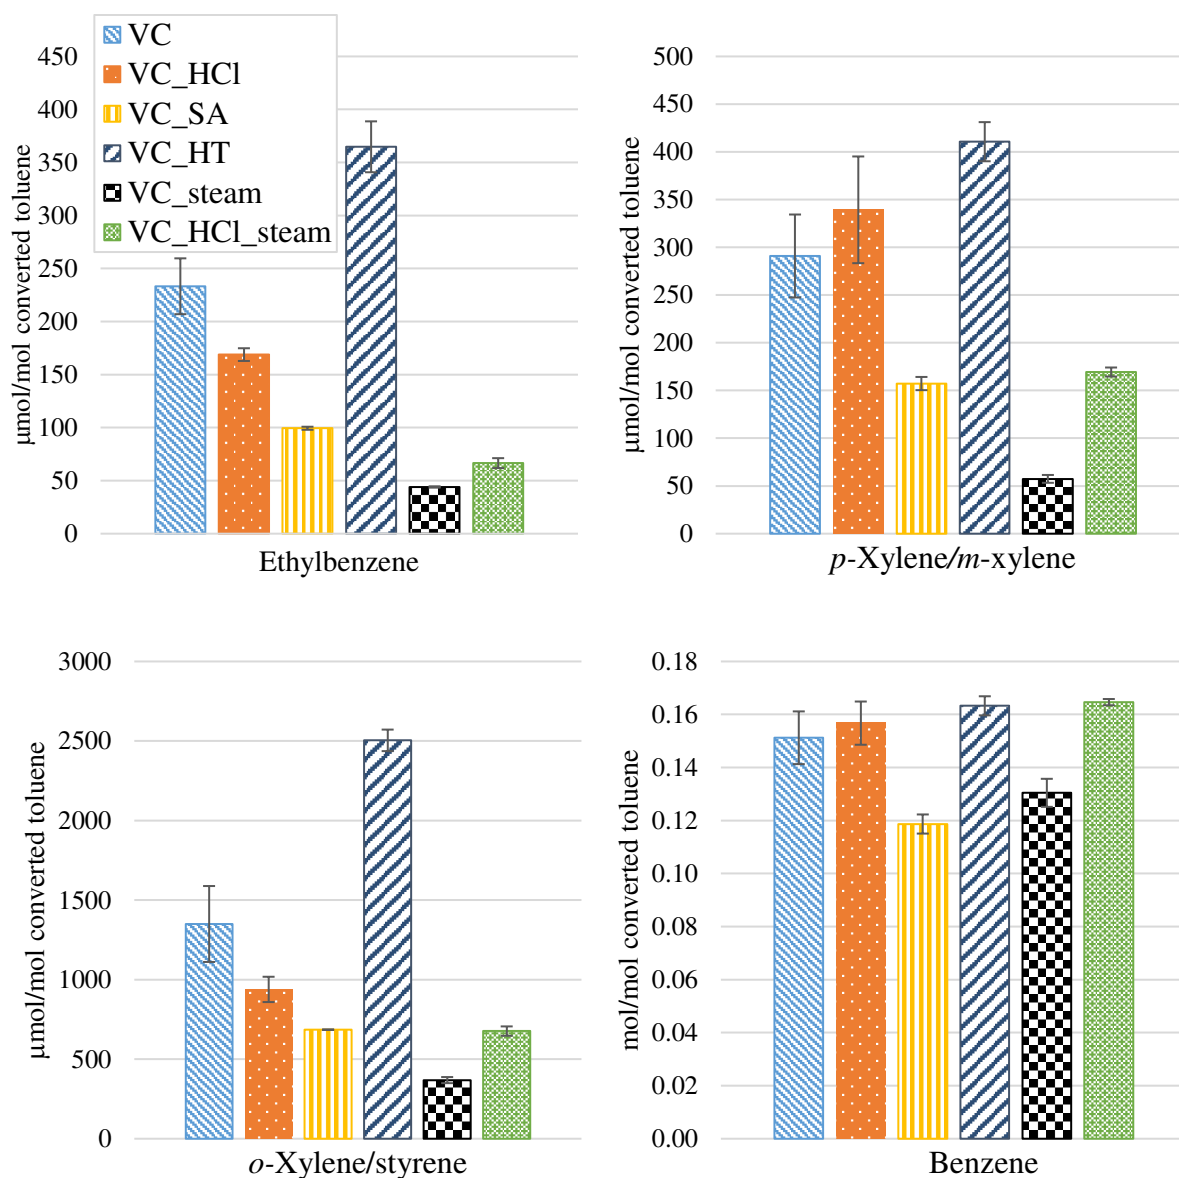 VC
VC_HCl
VC_SA
VC_HT
VC_steam
VC_HCl_steam
450
400
350
300
250
200
150
100
50
0
μmol/mol converted toluene
Ethylbenzene
500
450
400
350
300
250
200
150
100
50
0
μmol/mol converted toluene
p-Xylene/m-xylene
3000
2500
2000
1500
1000
500
0
μmol/mol converted toluene
o-Xylene/styrene
0.18
0.16
0.14
0.12
0.10
0.08
0.06
0.04
0.02
0.00
mol/mol converted toluene
Benzene